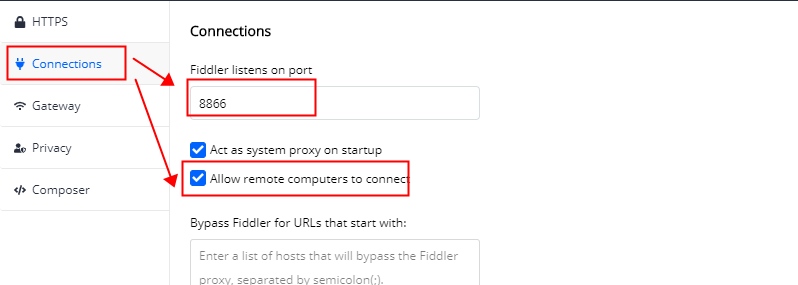 HTTPS
Connections
Gateway
Privacy
Composer
Connections
Fiddler listens on port
8866
Act as system proxy on startup
Allow remote computers to connect
Bypass Fiddler for URLs that start with:
Enter a list of hosts that will bypass the Fiddler
proxy, separated by semicolon(;).